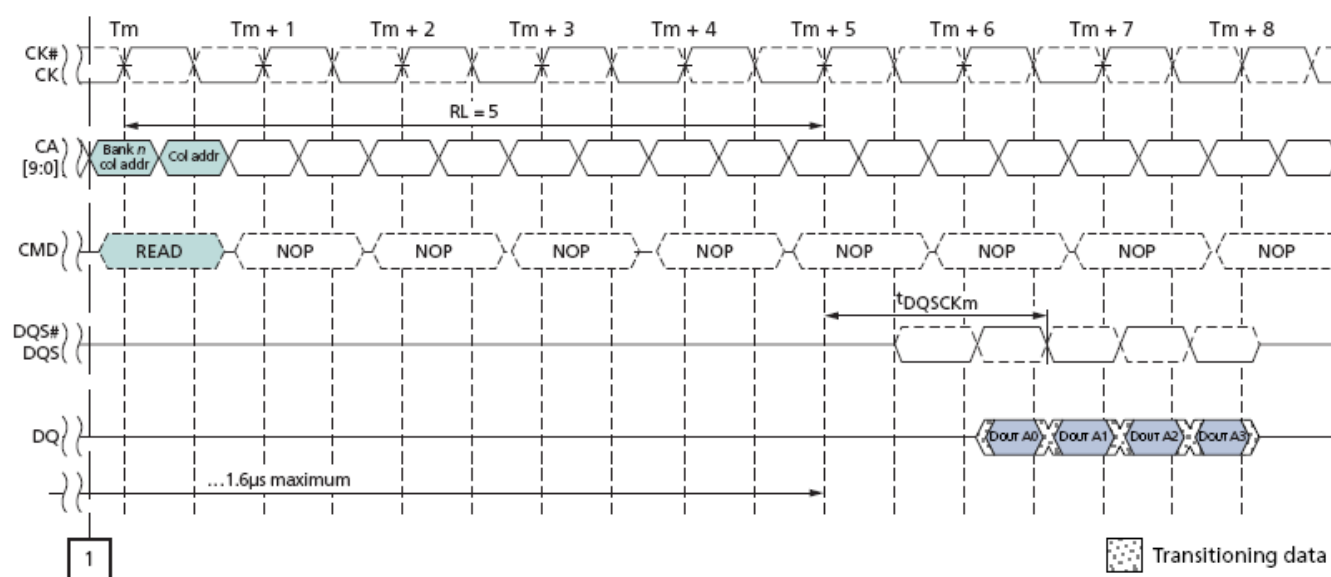 Tm Tm + 1 Tm + 2 Tm + 3 Tm + 4 Tm + 5 Tm + 6 Tm + 7 Tm + 8
CK#
CK
RL = 5
CA
[9:0]
Bank n
col addr
Col addr
CMD
READ NOP NOP NOP NOP NOP NOP NOP NOP
tDQSCKm
DQS#
DQS
DQ
DOUT A0 DOUT A1 DOUT A2 DOUT A3
...1.6µs maximum
1
Transitioning data